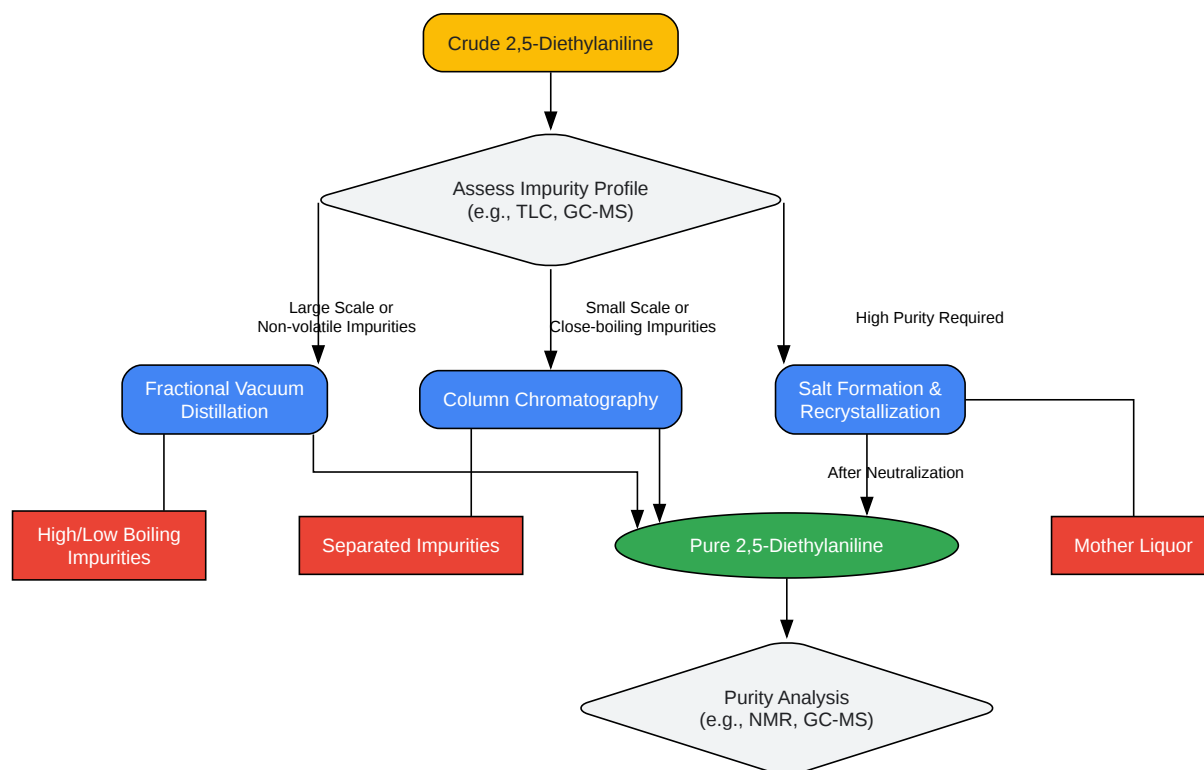 Crude 2,5-Diethylaniline
Assess Impurity Profile
(e.g., TLC, GC-MS)
Large Scale or
Non-volatile Impurities
Small Scale or
Close-boiling Impurities
High Purity Required
Fractional Vacuum
Distillation
Column Chromatography
Salt Formation &
Recrystallization
After Neutralization
High/Low Boiling
Impurities
Separated Impurities
Pure 2,5-Diethylaniline
Mother Liquor
Purity Analysis
(e.g., NMR, GC-MS)